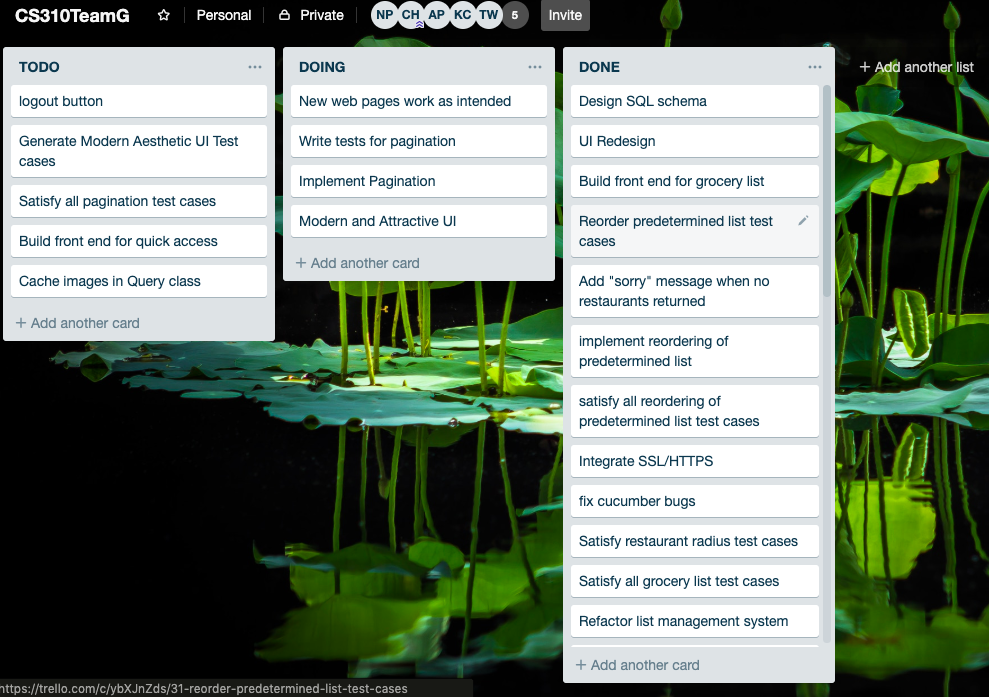 CS310TeamG Personal Private NP CH AP KC TW 5 Invite
TODO
logout button
Generate Modern Aesthetic UI Test
cases
Satisfy all pagination test cases
Build front end for quick access
Cache images in Query class
+ Add another card
DOING
New web pages work as intended
Write tests for pagination
Implement Pagination
Modern and Attractive UI
+ Add another card
DONE
Design SQL schema
UI Redesign
Build front end for grocery list
Reorder predetermined list test
cases
Add "sorry" message when no
restaurants returned
implement reordering of
predetermined list
satisfy all reordering of
predetermined list test cases
Integrate SSL/HTTPS
fix cucumber bugs
Satisfy restaurant radius test cases
Satisfy all grocery list test cases
Refactor list management system
+ Add another card
+ Add another list
https://trello.com/c/ybXJnZds/31-reorder-predetermined-list-test-cases